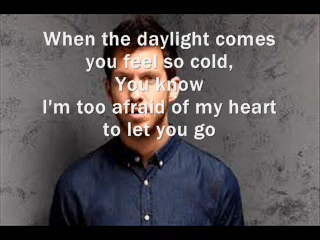 When the daylight comes
you feel so cold,
You know
I'm too afraid of my heart
to let you go